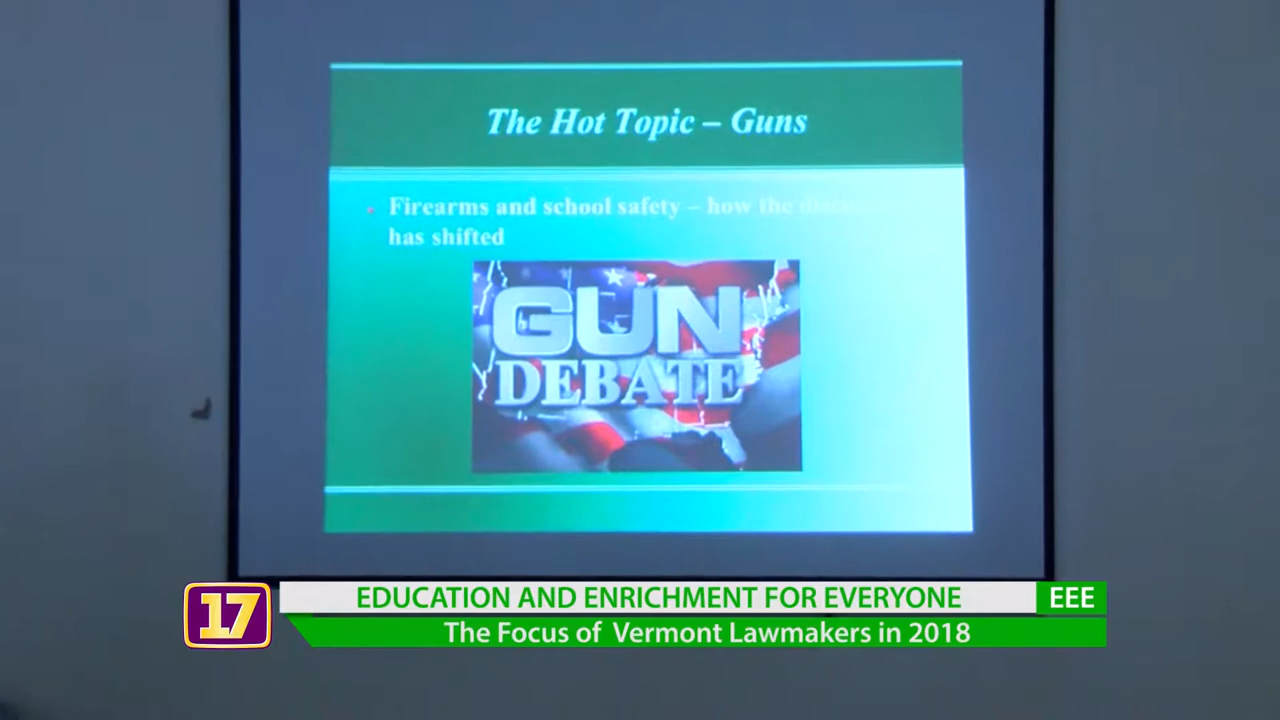 The Hot Topic – Guns
Firearms and school safety – how the
has shifted
GUN
DEBATE
17
EDUCATION AND ENRICHMENT FOR EVERYONE
EEE
The Focus of Vermont Lawmakers in 2018